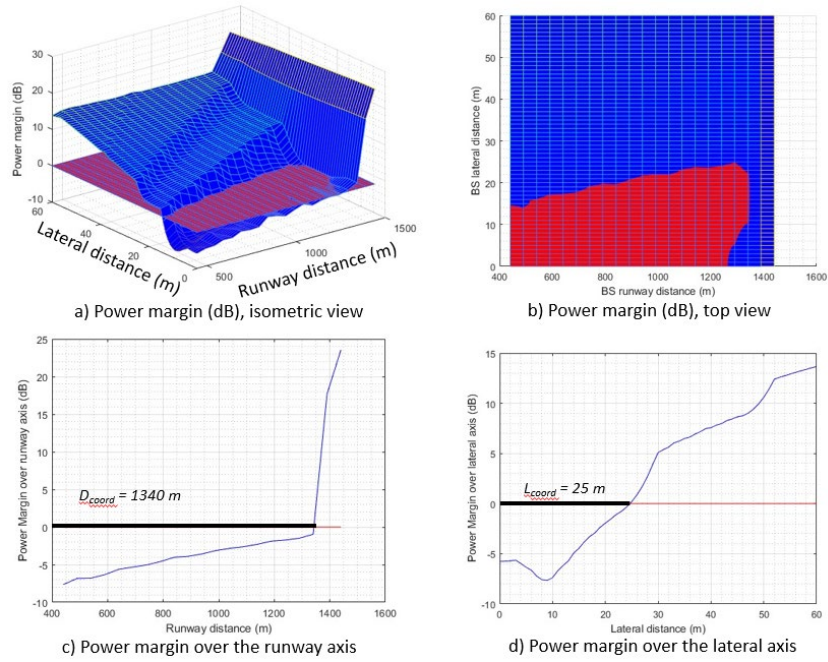 30
20
10
0
-10
Power margin (dB)
60
40
20
0
Lateral distance (m)
500
1000
1500
Runway distance (m)
a) Power margin (dB), isometric view
60
50
40
30
20
10
0
BS lateral distance (m)
400 600 800 1000 1200 1400 1600
BS runway distance (m)
b) Power margin (dB), top view
25
20
15
10
5
0
-5
-10
Power Margin over runway axis (dB)
Dcoord = 1340 m
400 600 800 1000 1200 1400 1600
Runway distance (m)
c) Power margin over the runway axis
15
10
5
0
-5
-10
Power Margin over lateral axis (dB)
Lcoord = 25 m
0 10 20 30 40 50 60
Lateral distance (m)
d) Power margin over the lateral axis